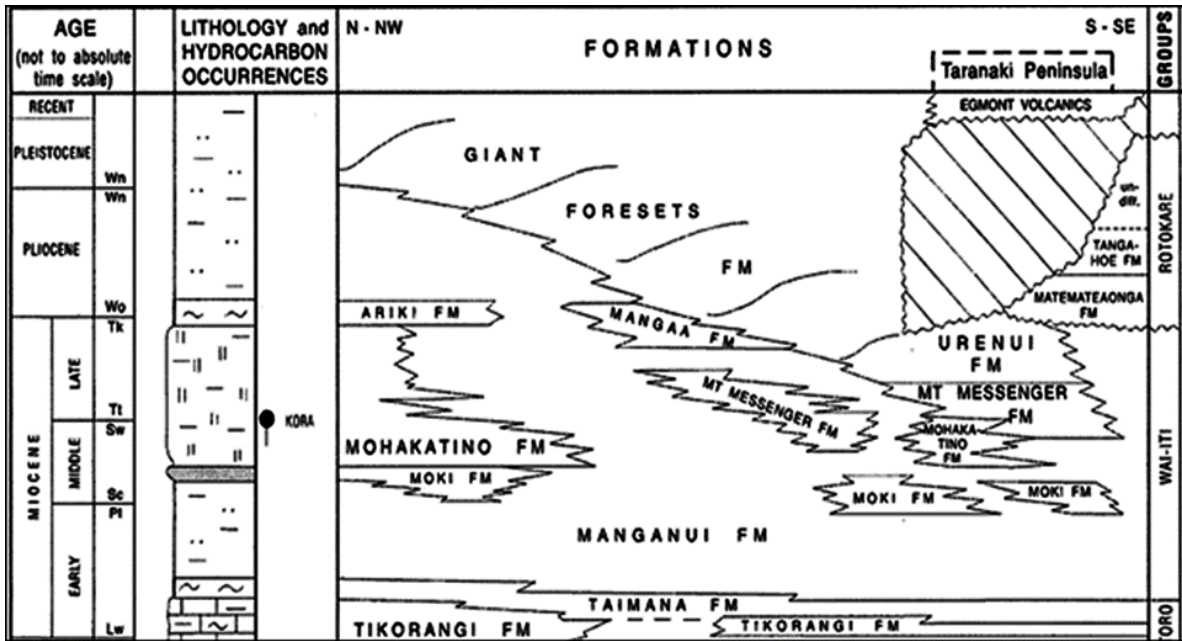 AGE
(not to absolute
time scale)
LITHOLOGY and
HYDROCARBON
OCCURRENCES
N - NW
FORMATIONS
S - SE
Taranaki Peninsula
GROUPS
RECENT
PLEISTOCENE
Wn
Wn
PLIOCENE
Wo
MIOCENE
LATE
Tk
Tt
MIDDLE
Sw
Sc
EARLY
Pl
Lw
KORA
EGMONT VOLCANICS
GIANT
FORESETS
FM
un-
diff.
TANGA-
HOE FM
MATEMATEAONGA
FM
ROTOKARE
ARIKI FM
MANGAA FM
URENUI
FM
MT MESSENGER FM
MT MESSENGER
FM
MOHAKATINO FM
MOHAKA-
TINO
FM
WAI-ITI
MOKI FM
MOKI FM
MOKI FM
MANGANUI FM
TAIMANA FM
TIKORANGI FM
TIKORANGI FM
ORO